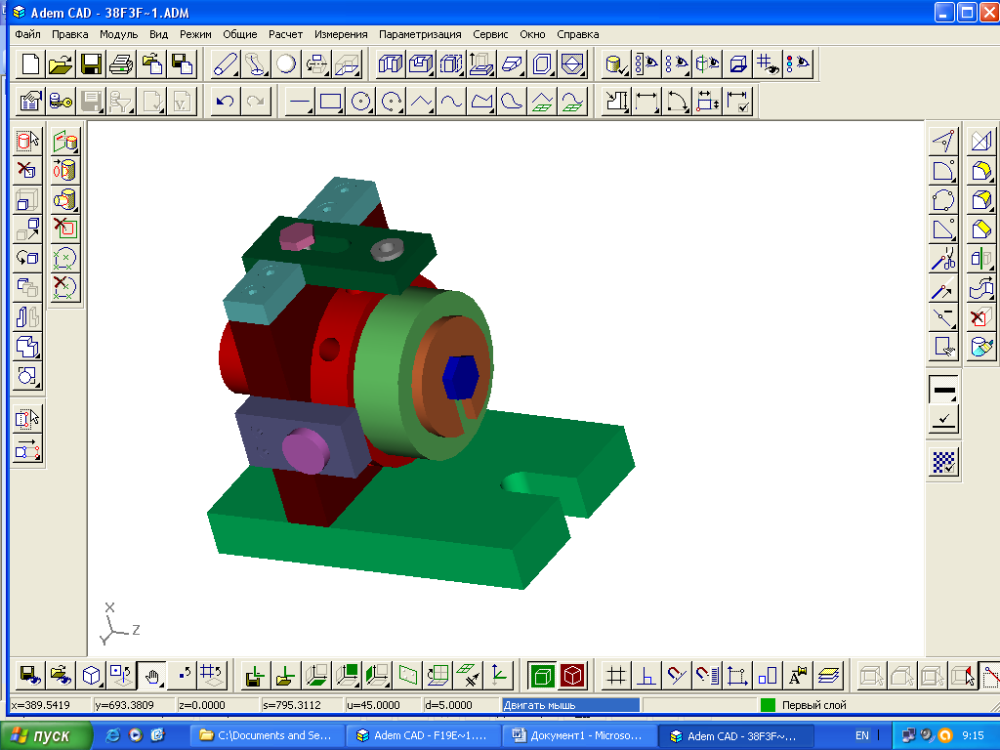 Adem CAD - 38F3F~1.ADM
Файл Правка Модуль Вид Режим Общие Расчет Измерения Параметризация Сервис Окно Справка
X
Z
Y
x=389.5419 y=693.3809 z=0.0000 s=795.3112 u=45.0000 d=5.0000 Двигать мышь Первый слой
пуск C:\Documents and Se... Adem CAD - F19E~1.... Документ1 - Microso... Adem CAD - 38F3F~... EN 9:15